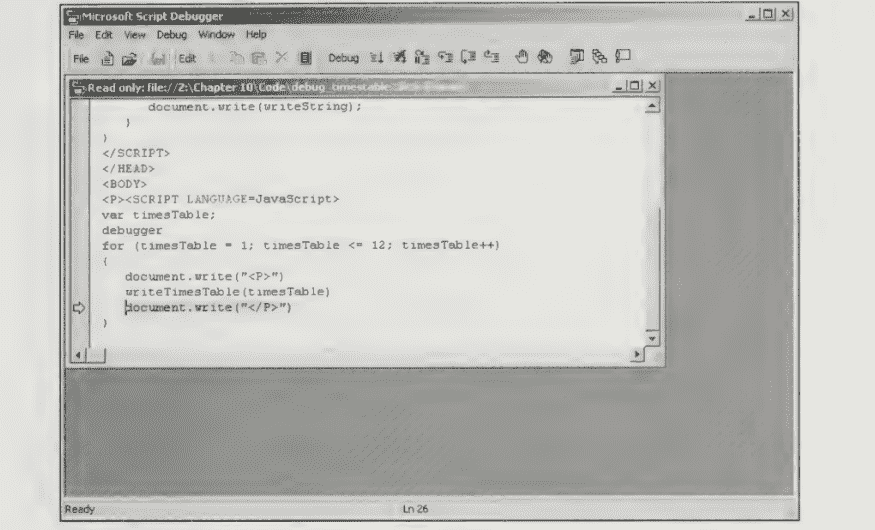 Microsoft Script Debugger
File Edit View Debug Window Help
File Edit Debug
Read only: file://Z:\Chapter 10\Code\debug_timestable
document.write(writeString);
}
}
</SCRIPT>
</HEAD>
<BODY>
<P><SCRIPT LANGUAGE=JavaScript>
var timesTable;
debugger
for (timesTable = 1; timesTable <= 12; timesTable++)
{
document.write("<P>")
writeTimesTable(timesTable)
document.write("</P>")
}
Ready Ln 26